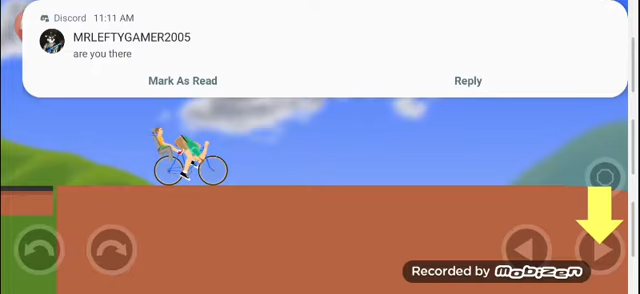 Discord 11:11 AM
MRLEFTYGAMER2005
are you there
Mark As Read Reply
Recorded by mobizen